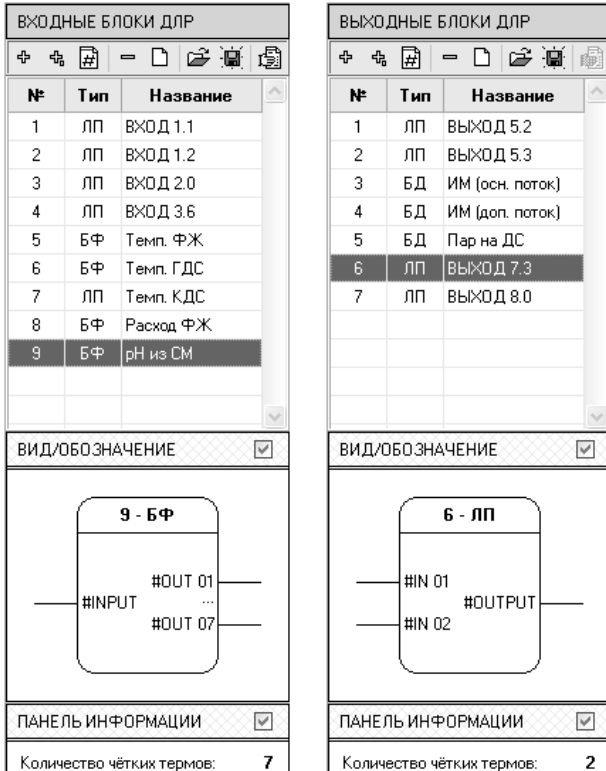 ВХОДНЫЕ БЛОКИ ДЛР
№ Тип Название
1 ЛП ВХОД 1.1
2 ЛП ВХОД 1.2
3 ЛП ВХОД 2.0
4 ЛП ВХОД 3.6
5 БФ Темп. ФЖ
6 БФ Темп. ГДС
7 ЛП Темп. КДС
8 БФ Расход ФЖ
9 БФ рН из СМ
ВИД/ОБОЗНАЧЕНИЕ
9 - БФ
#OUT 01
#INPUT ...
#OUT 07
ПАНЕЛЬ ИНФОРМАЦИИ
Количество чётких термов: 7
ВЫХОДНЫЕ БЛОКИ ДЛР
№ Тип Название
1 ЛП ВЫХОД 5.2
2 ЛП ВЫХОД 5.3
3 БД ИМ (осн. поток)
4 БД ИМ (доп. поток)
5 БД Пар на ДС
6 ЛП ВЫХОД 7.3
7 ЛП ВЫХОД 8.0
ВИД/ОБОЗНАЧЕНИЕ
6 - ЛП
#IN 01
#OUTPUT
#IN 02
ПАНЕЛЬ ИНФОРМАЦИИ
Количество чётких термов: 2